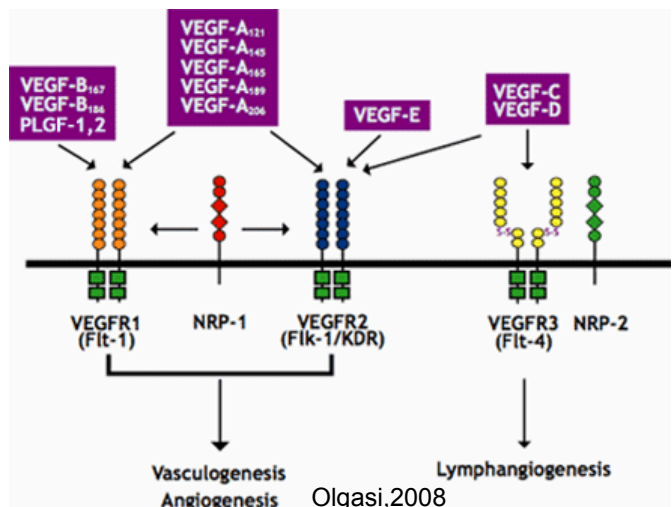 VEGF-A₁₂₁
VEGF-A₁₄₅
VEGF-A₁₆₅
VEGF-A₁₈₉
VEGF-A₂₀₆
VEGF-B₁₆₇
VEGF-B₁₈₆
PLGF-1,2
VEGF-E
VEGF-C
VEGF-D
S-S
S-S
VEGFR1
(Flt-1)
NRP-1
VEGFR2
(Flk-1/KDR)
VEGFR3
(Flt-4)
NRP-2
Vasculogenesis
Angiogenesis
Lymphangiogenesis
Olgasi,2008